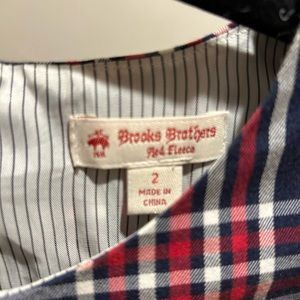 Brooks Brothers
Red Fleece
2
MADE IN
CHINA